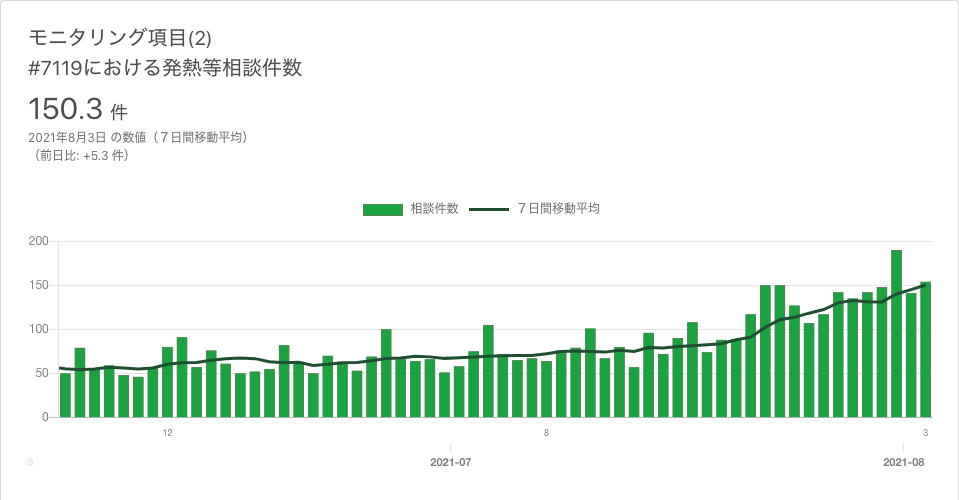 モニタリング項目(2)
#7119における発熱等相談件数
150.3 件
2021年8月3日 の数値（７日間移動平均）
（前日比: +5.3 件）
相談件数 ７日間移動平均
200
150
100
50
0
12 8 3
2021-07 2021-08